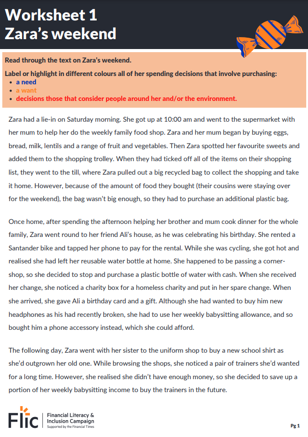 Worksheet 1
Zara's weekend
Read through the text on Zara's weekend.
Label or highlight in different colours all of her spending decisions that involve purchasing:
• a need
• a want
• decisions those that consider people around her and/or the environment.
Zara had a lie-in on Saturday morning. She got up at 10:00 am and went to the supermarket with
her mum to help her do the weekly family food shop. Zara and her mum began by buying eggs,
bread, milk, lentils and a range of fruit and vegetables. Then Zara spotted her favourite sweets and
added them to the shopping trolley. When they had ticked off all of the items on their shopping
list, they went to the till, where Zara pulled out a big recycled bag to collect the shopping and take
it home. However, because of the amount of food they bought (their cousins were staying over
for the weekend), the bag wasn't big enough, so they had to purchase an additional plastic bag.
Once home, after spending the afternoon helping her brother and mum cook dinner for the whole
family, Zara went round to her friend Ali's house, as he was celebrating his birthday. She rented a
Santander bike and tapped her phone to pay for the rental. While she was cycling, she got hot and
realised she had left her reusable water bottle at home. She happened to be passing a corner-
shop, so she decided to stop and purchase a plastic bottle of water with cash. When she received
her change, she noticed a charity box for a homeless charity and put in her spare change. When
she arrived, she gave Ali a birthday card and a gift. Although she had wanted to buy him new
headphones as his had recently broken, she had to use her weekly babysitting allowance, and so
bought him a phone accessory instead, which she could afford.
The following day, Zara went with her sister to the uniform shop to buy a new school shirt as
she'd outgrown her old one. While browsing the shops, she noticed a pair of trainers she'd wanted
for a long time. However, she realised she didn't have enough money, so she decided to save up a
portion of her weekly babysitting income to buy the trainers in the future.
Flic
Financial Literacy &
Inclusion Campaign
Supported by the Financial Times
Pg 1